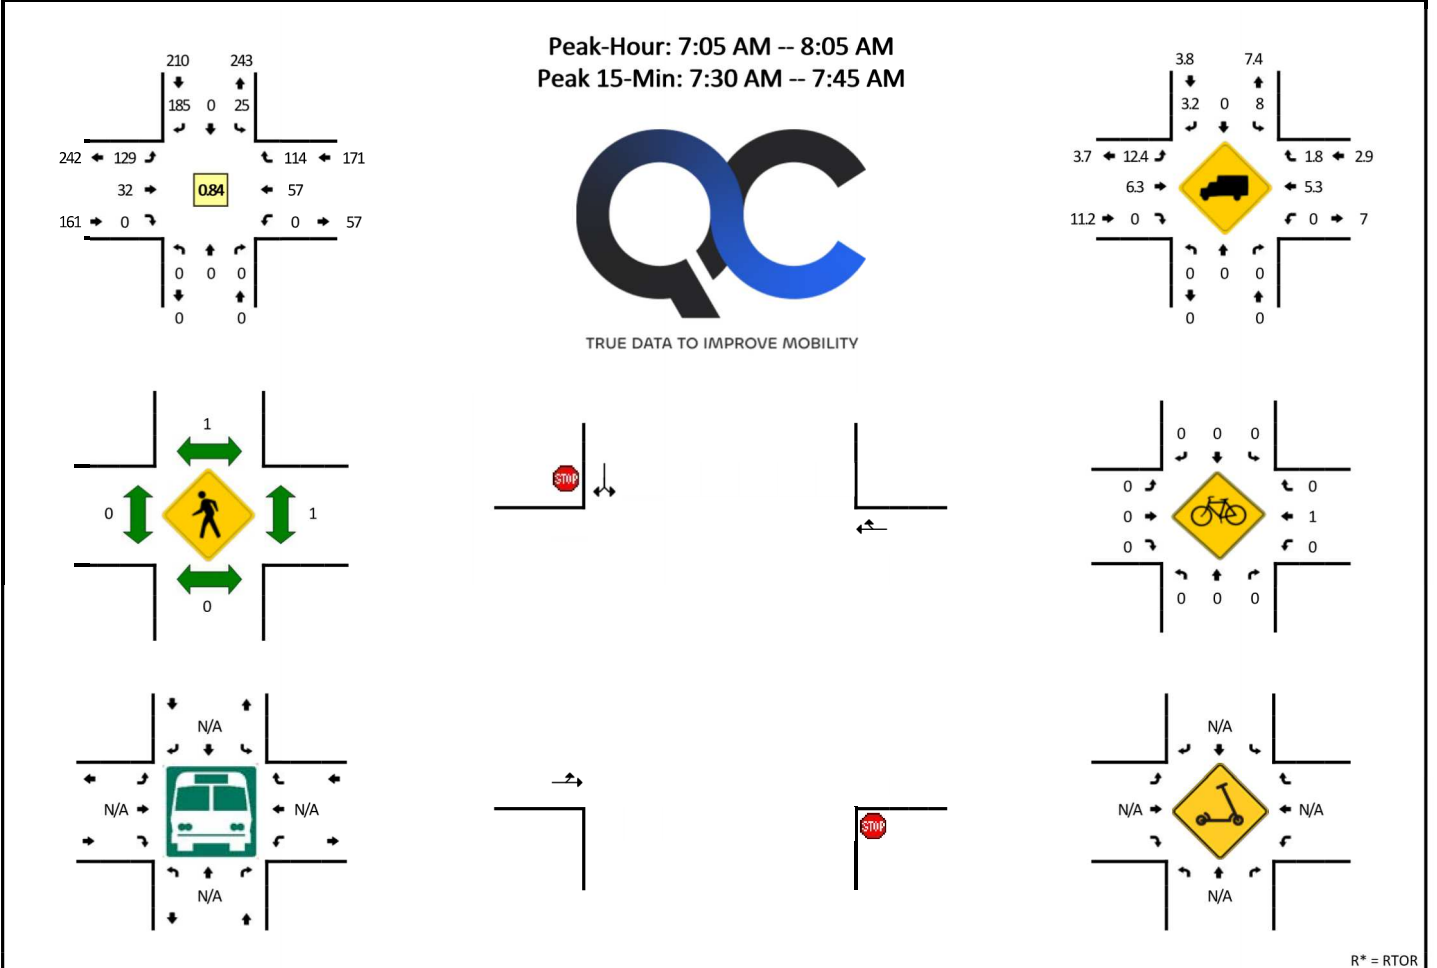 Peak-Hour: 7:05 AM -- 8:05 AM
Peak 15-Min: 7:30 AM -- 7:45 AM
210 243
185 0 25
242 129 114 171
32 0.84 57
161 0 0 57
0 0 0
0 0
TRUE DATA TO IMPROVE MOBILITY
3.8 7.4
3.2 0 8
3.7 12.4 1.8 2.9
6.3 5.3
11.2 0 0 7
0 0 0
0 0
1
0 1
0
STOP
STOP
0 0 0
0 0
0 1
0 0
0 0 0
N/A
N/A N/A
N/A
N/A
N/A N/A
N/A
R* = RTOR